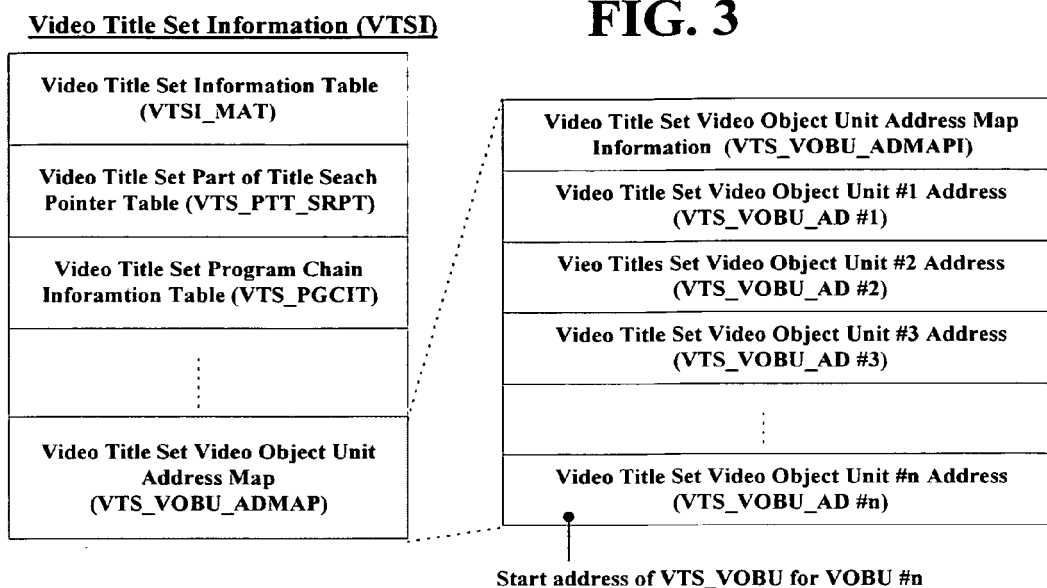 FIG. 3
Video Title Set Information (VTSI)
Video Title Set Information Table
(VTSI_MAT)
Video Title Set Part of Title Seach
Pointer Table (VTS_PTT_SRPT)
Video Title Set Program Chain
Inforamtion Table (VTS_PGCIT)
Video Title Set Video Object Unit
Address Map
(VTS_VOBU_ADMAP)
Video Title Set Video Object Unit Address Map
Information (VTS_VOBU_ADMAPI)
Video Title Set Video Object Unit #1 Address
(VTS_VOBU_AD #1)
Vieo Titles Set Video Object Unit #2 Address
(VTS_VOBU_AD #2)
Video Title Set Video Object Unit #3 Address
(VTS_VOBU_AD #3)
Video Title Set Video Object Unit #n Address
(VTS_VOBU_AD #n)
Start address of VTS_VOBU for VOBU #n